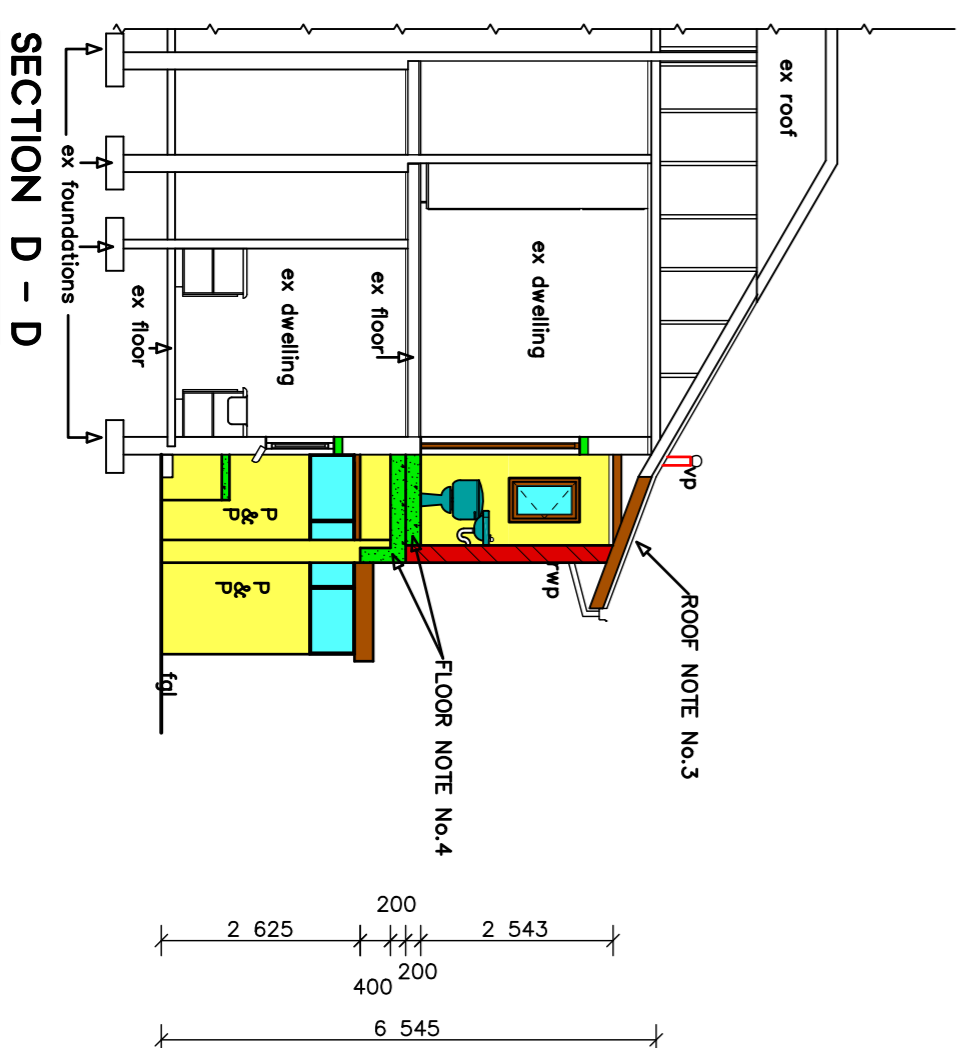 ex roof
ex dwelling
ex floor
ex dwelling
ex floor
ex foundations
SECTION D - D
vp
rwp
P&P
P&P
fgl
ROOF NOTE No.3
FLOOR NOTE No.4
200
2 625
2 543
200
400
6 545